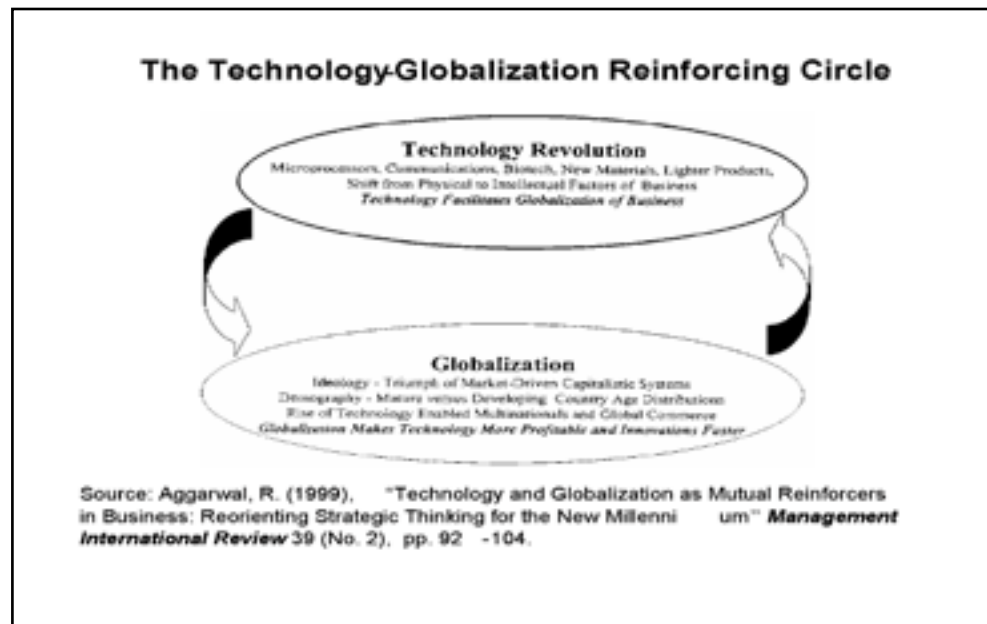 The Technology-Globalization Reinforcing Circle
Technology Revolution
Microprocessors, Communications, Biotech, New Materials, Lighter Products,
Shift from Physical to Intellectual Factors of Business
Technology Facilitates Globalization of Business
Globalization
Ideology - Triumph of Market-Driven Capitalistic Systems
Demography - Mature versus Developing Country Age Distributions
Rise of Technology Enabled Multinationals and Global Commerce
Globalization Makes Technology More Profitable and Innovations Faster
Source: Aggarwal, R. (1999), "Technology and Globalization as Mutual Reinforcers
in Business: Reorienting Strategic Thinking for the New Millenni um" Management
International Review 39 (No. 2), pp. 92 -104.